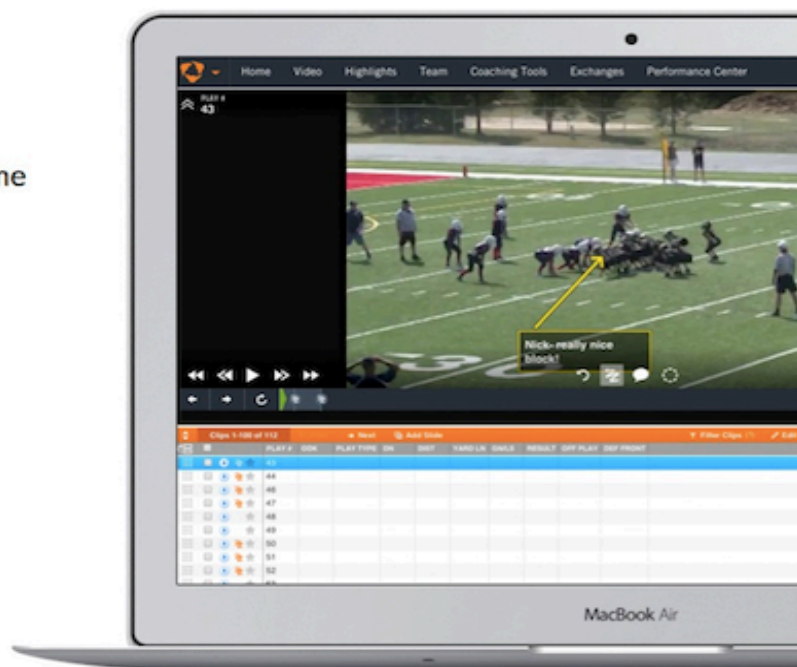 me
Home Video Highlights Team Coaching Tools Exchanges Performance Center
PLAY #
43
Nick- really nice
block!
Clips 1-100 of 112 Next Add Slide Filter Clips Edit
PLAY # ODK PLAY TYPE DN DIST YARD LN GN/LS RESULT OFF PLAY DEF FRONT
43
44
46
47
48
49
50
51
52
MacBook Air